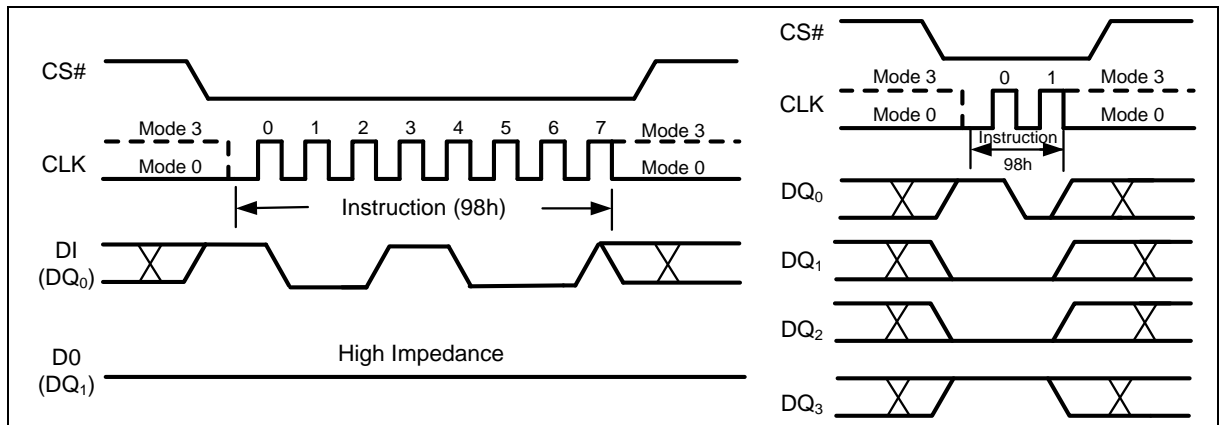 CS#
Mode 3 0 1 2 3 4 5 6 7 Mode 3
CLK
Mode 0 Mode 0
Instruction (98h)
DI
(DQ0)
High Impedance
D0
(DQ1)
CS#
Mode 3 0 1 Mode 3
CLK
Mode 0 Mode 0
Instruction
98h
DQ0
DQ1
DQ2
DQ3